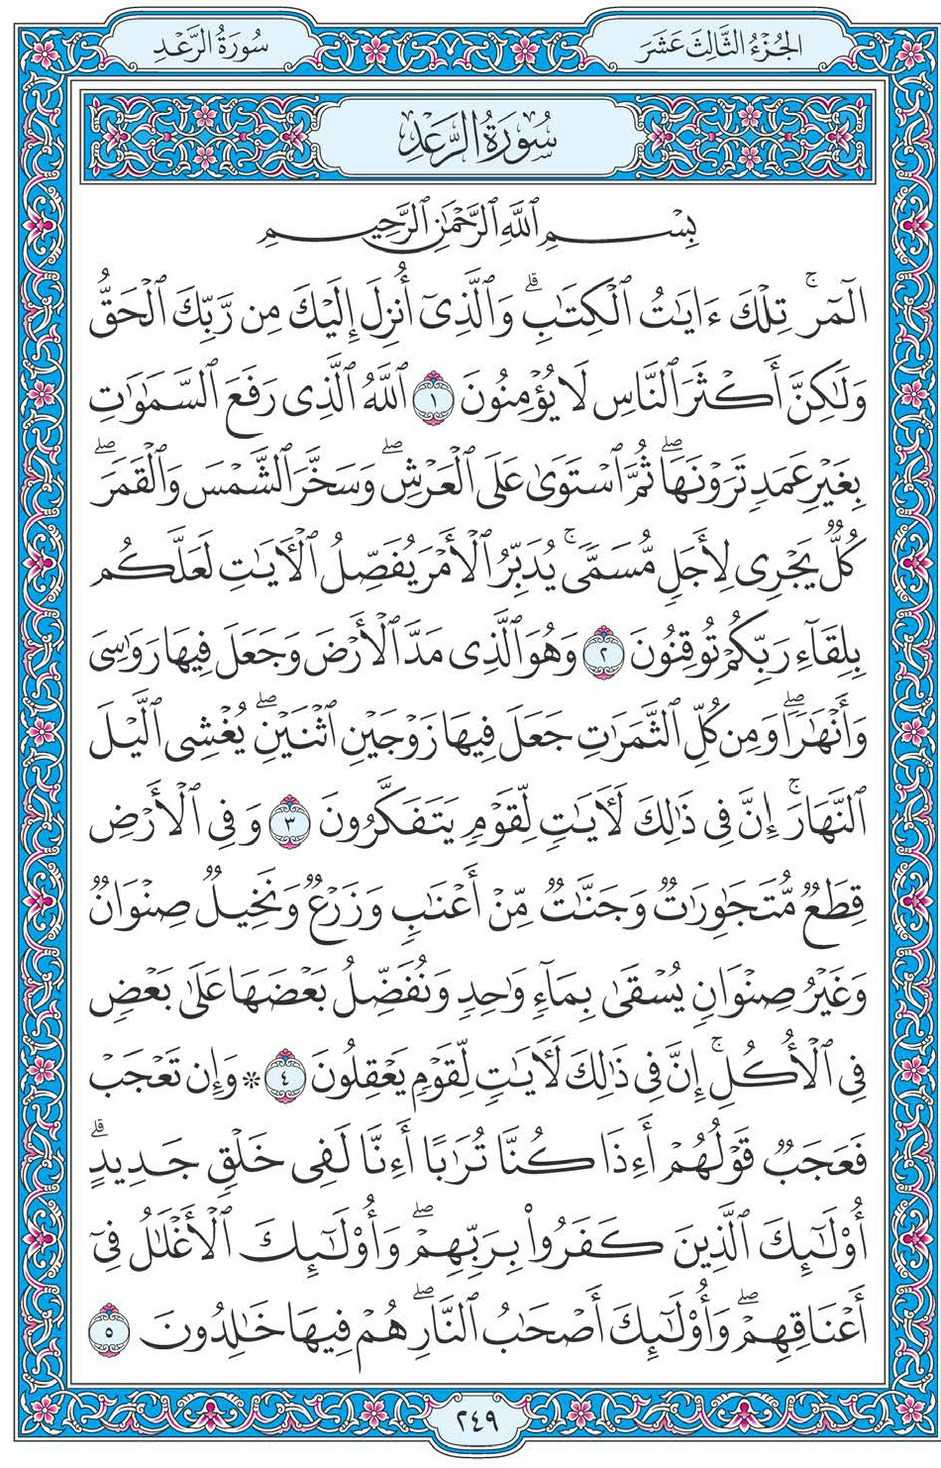 الجُزْءُ الثَّالِثَ عَشَرَ
سُورَةُ الرَّعْدِ
سُورَةُ الرَّعْدِ
بِسْمِ ٱللَّهِ ٱلرَّحْمَٰنِ ٱلرَّحِيمِ
الٓمٓرۚ تِلْكَ ءَايَٰتُ ٱلْكِتَٰبِۗ وَٱلَّذِىٓ أُنزِلَ إِلَيْكَ مِن رَّبِّكَ ٱلْحَقُّ
وَلَٰكِنَّ أَكْثَرَ ٱلنَّاسِ لَا يُؤْمِنُونَ ١ ٱللَّهُ ٱلَّذِى رَفَعَ ٱلسَّمَٰوَٰتِ
بِغَيْرِ عَمَدٍ تَرَوْنَهَاۖ ثُمَّ ٱسْتَوَىٰ عَلَى ٱلْعَرْشِۖ وَسَخَّرَ ٱلشَّمْسَ وَٱلْقَمَرَۖ
كُلٌّ يَجْرِى لِأَجَلٍ مُّسَمًّىۚ يُدَبِّرُ ٱلْأَمْرَ يُفَصِّلُ ٱلْءَايَٰتِ لَعَلَّكُم
بِلِقَآءِ رَبِّكُمْ تُوقِنُونَ ٢ وَهُوَ ٱلَّذِى مَدَّ ٱلْأَرْضَ وَجَعَلَ فِيهَا رَوَٰسِىَ
وَأَنْهَٰرًاۖ وَمِن كُلِّ ٱلثَّمَرَٰتِ جَعَلَ فِيهَا زَوْجَيْنِ ٱثْنَيْنِۖ يُغْشِى ٱلَّيْلَ
ٱلنَّهَارَۚ إِنَّ فِى ذَٰلِكَ لَءَايَٰتٍ لِّقَوْمٍ يَتَفَكَّرُونَ ٣ وَفِى ٱلْأَرْضِ
قِطَعٌ مُّتَجَٰوِرَٰتٌ وَجَنَّٰتٌ مِّنْ أَعْنَٰبٍ وَزَرْعٌ وَنَخِيلٌ صِنْوَانٌ
وَغَيْرُ صِنْوَانٍ يُسْقَىٰ بِمَآءٍ وَٰحِدٍ وَنُفَضِّلُ بَعْضَهَا عَلَىٰ بَعْضٍ
فِى ٱلْأُكُلِۚ إِنَّ فِى ذَٰلِكَ لَءَايَٰتٍ لِّقَوْمٍ يَعْقِلُونَ ٤ * وَإِن تَعْجَبْ
فَعَجَبٌ قَوْلُهُمْ أَءِذَا كُنَّا تُرَٰبًا أَءِنَّا لَفِى خَلْقٍ جَدِيدٍۗ
أُو۟لَٰٓئِكَ ٱلَّذِينَ كَفَرُوا۟ بِرَبِّهِمْۖ وَأُو۟لَٰٓئِكَ ٱلْأَغْلَٰلُ فِىٓ
أَعْنَاقِهِمْۖ وَأُو۟لَٰٓئِكَ أَصْحَٰبُ ٱلنَّارِۖ هُمْ فِيهَا خَٰلِدُونَ ٥
٢٤٩